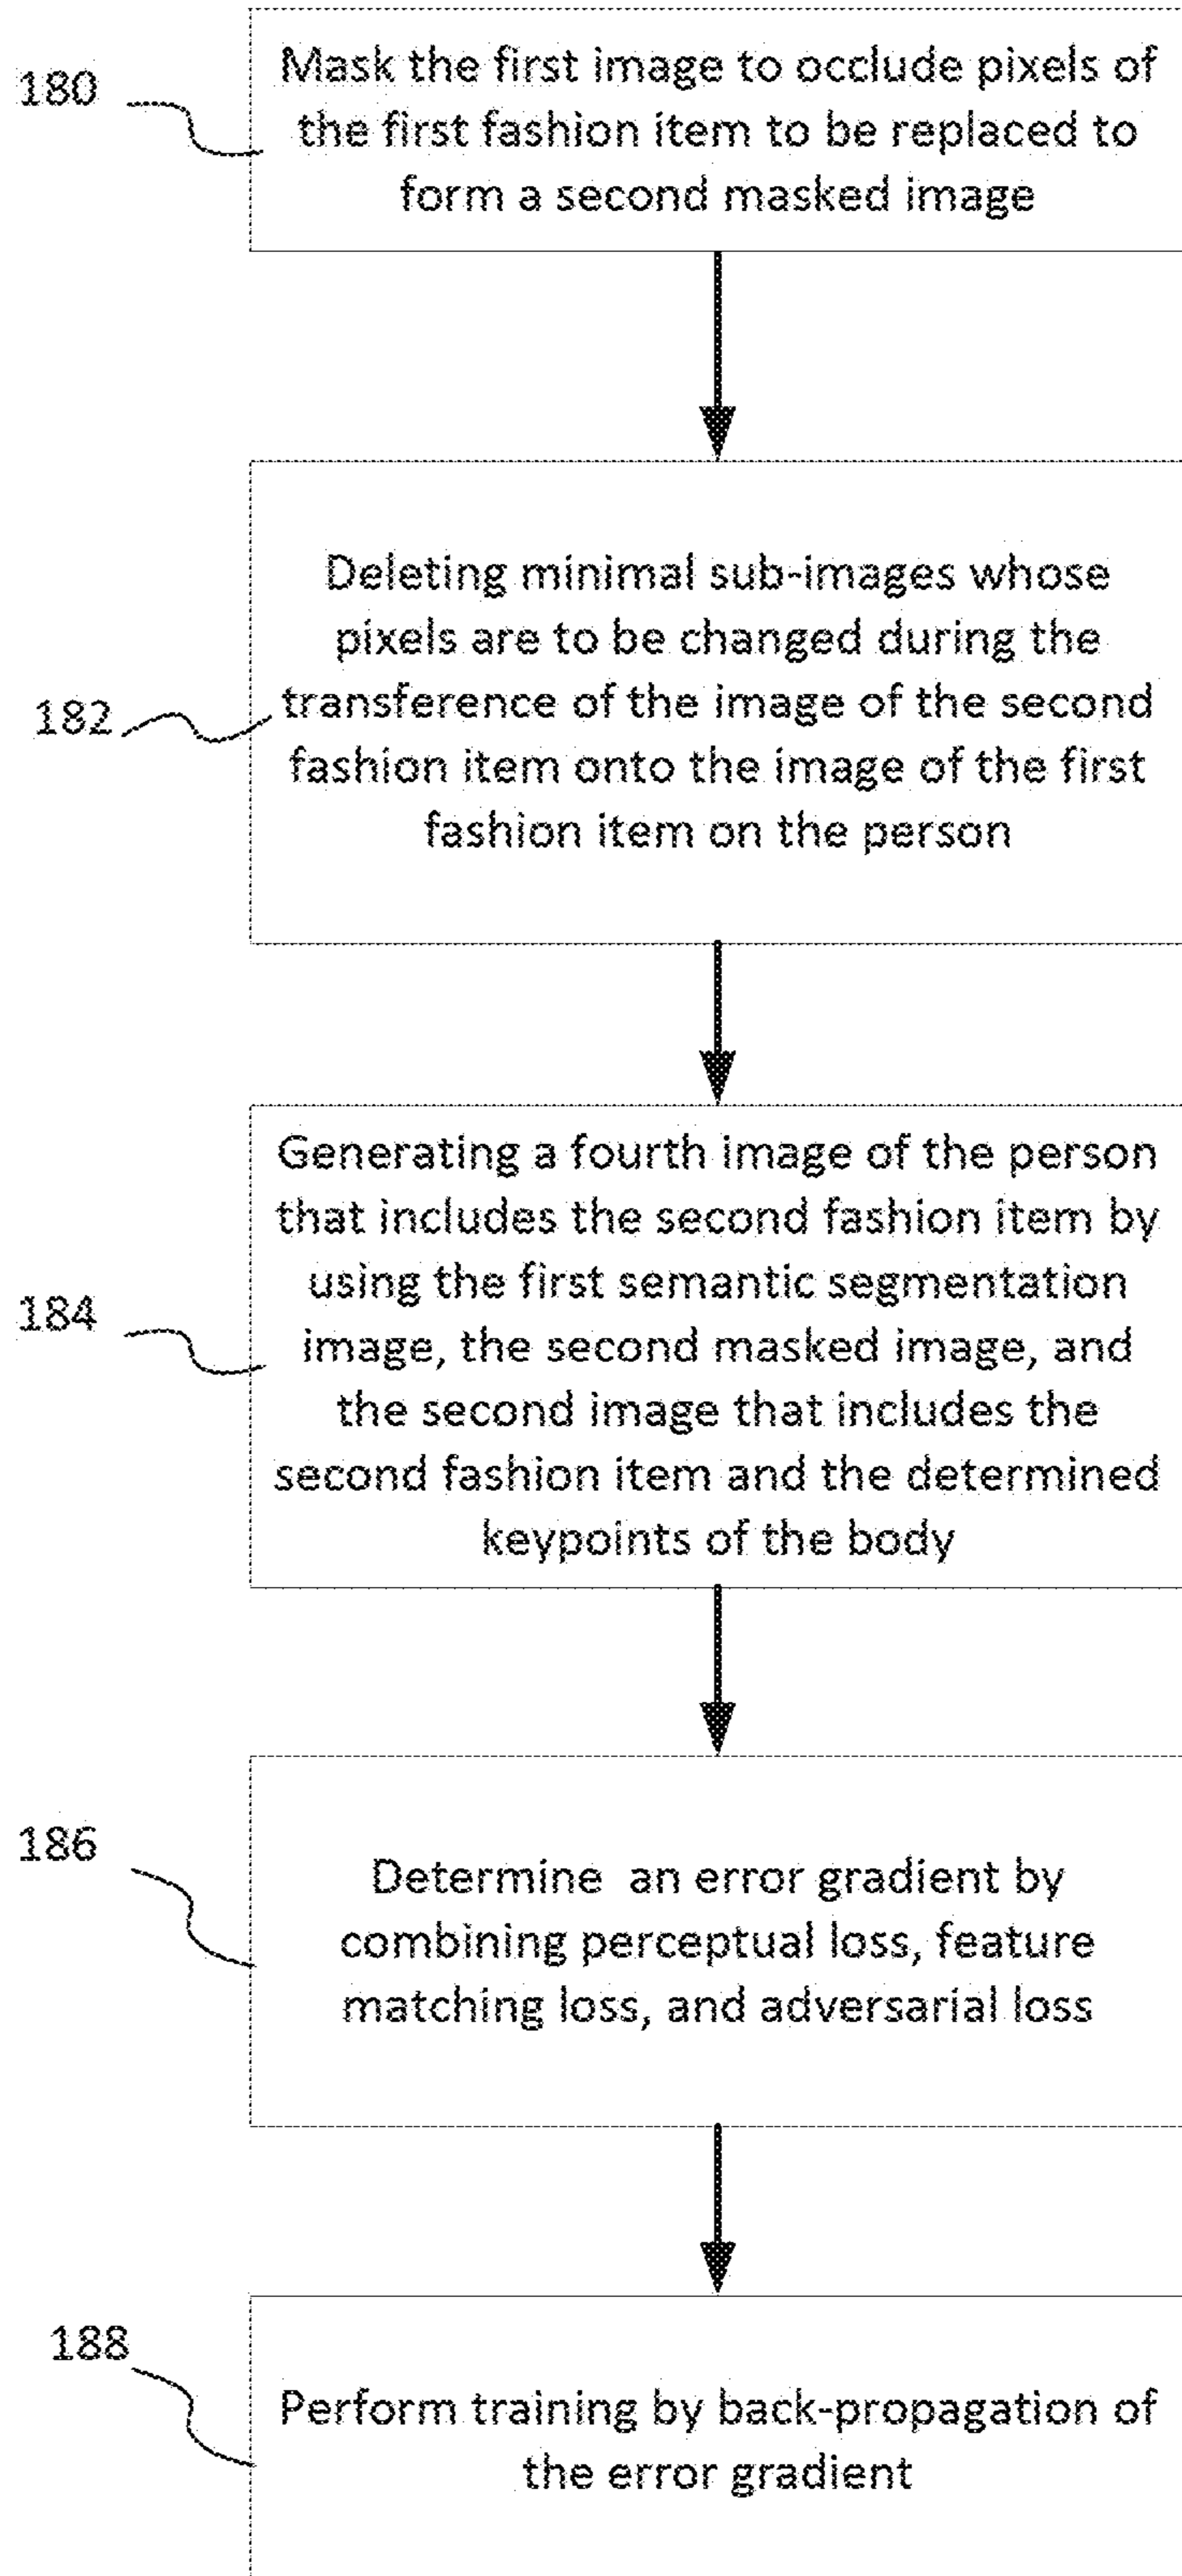 180
Mask the first image to occlude pixels of
the first fashion item to be replaced to
form a second masked image
182
Deleting minimal sub-images whose
pixels are to be changed during the
transference of the image of the second
fashion item onto the image of the first
fashion item on the person
184
Generating a fourth image of the person
that includes the second fashion item by
using the first semantic segmentation
image, the second masked image, and
the second image that includes the
second fashion item and the determined
keypoints of the body
186
Determine an error gradient by
combining perceptual loss, feature
matching loss, and adversarial loss
188
Perform training by back-propagation of
the error gradient